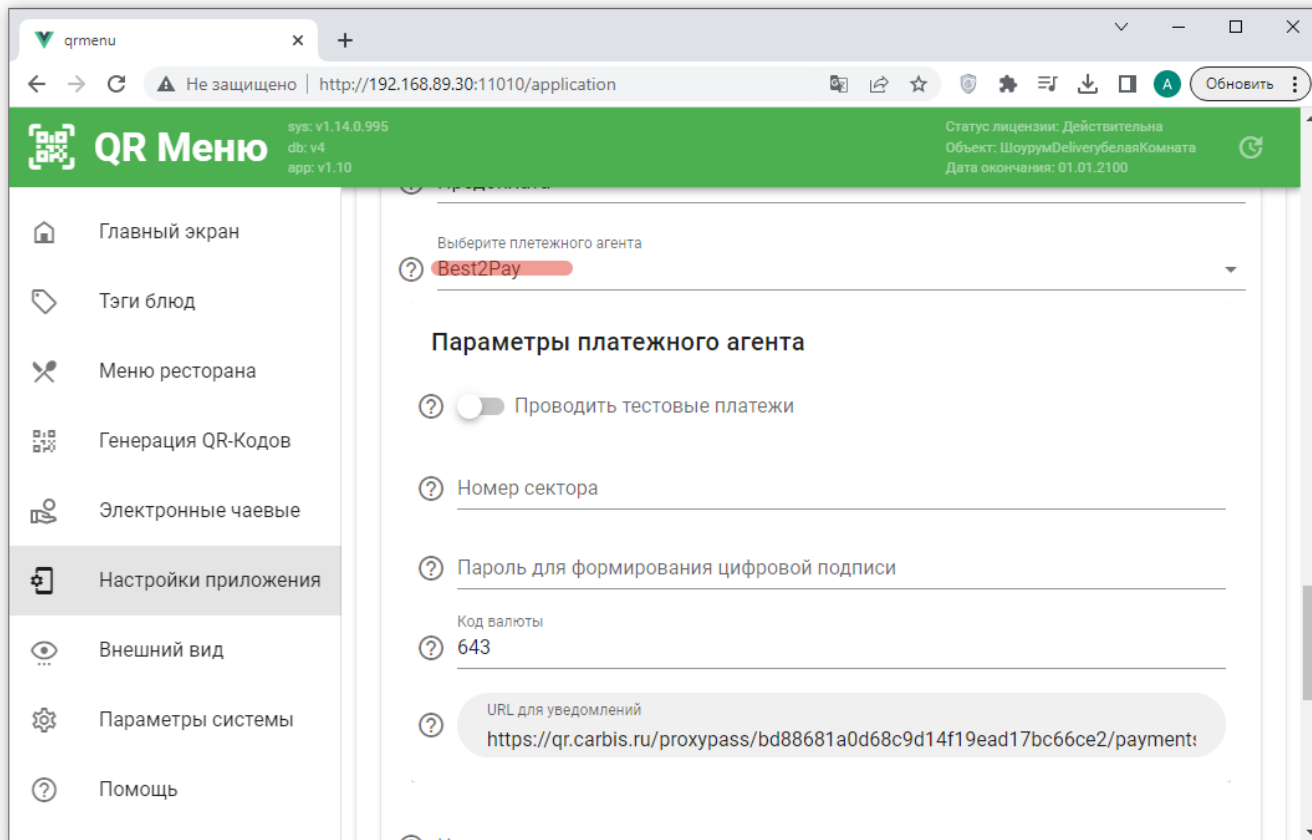 qrmenu
Не защищено http://192.168.89.30:11010/application
A
Обновить
QR Меню
sys: v1.14.0.995
db: v4
app: v1.10
Статус лицензии: Действительна
Объект: ШоурумDeliveryбелаяКомната
Дата окончания: 01.01.2100
Главный экран
Тэги блюд
Меню ресторана
Генерация QR-Кодов
Электронные чаевые
Настройки приложения
Внешний вид
Параметры системы
Помощь
Предоплата
Выберите плетежного агента
Best2Pay
Параметры платежного агента
Проводить тестовые платежи
Номер сектора
Пароль для формирования цифровой подписи
Код валюты
643
URL для уведомлений
https://qr.carbis.ru/proxypass/bd88681a0d68c9d14f19ead17bc66ce2/payments